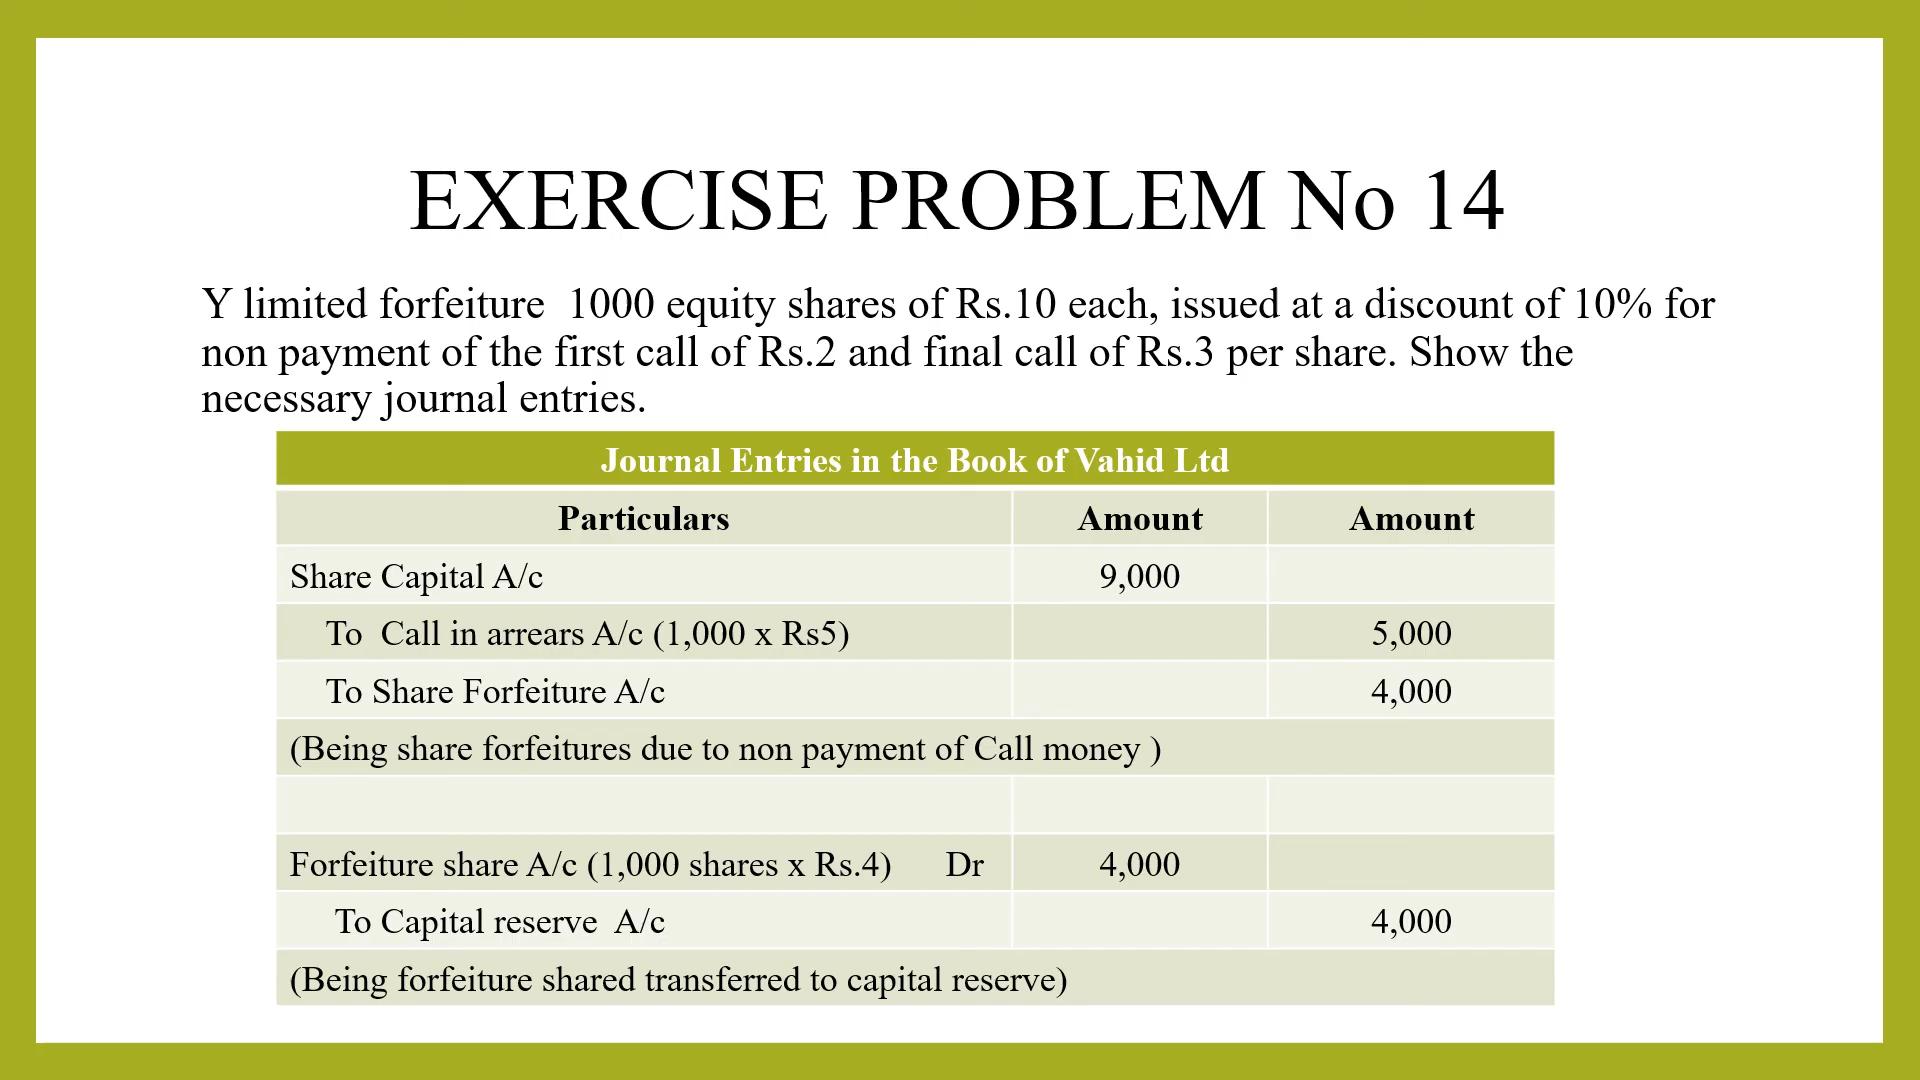 EXERCISE PROBLEM No 14
Y limited forfeiture 1000 equity shares of Rs.10 each, issued at a discount of 10% for
non payment of the first call of Rs.2 and final call of Rs.3 per share. Show the
necessary journal entries.
Journal Entries in the Book of Vahid Ltd
Particulars Amount Amount
Share Capital A/c 9,000
To Call in arrears A/c (1,000 x Rs5) 5,000
To Share Forfeiture A/c 4,000
(Being share forfeitures due to non payment of Call money )
Forfeiture share A/c (1,000 shares x Rs.4) Dr 4,000
To Capital reserve A/c 4,000
(Being forfeiture shared transferred to capital reserve)